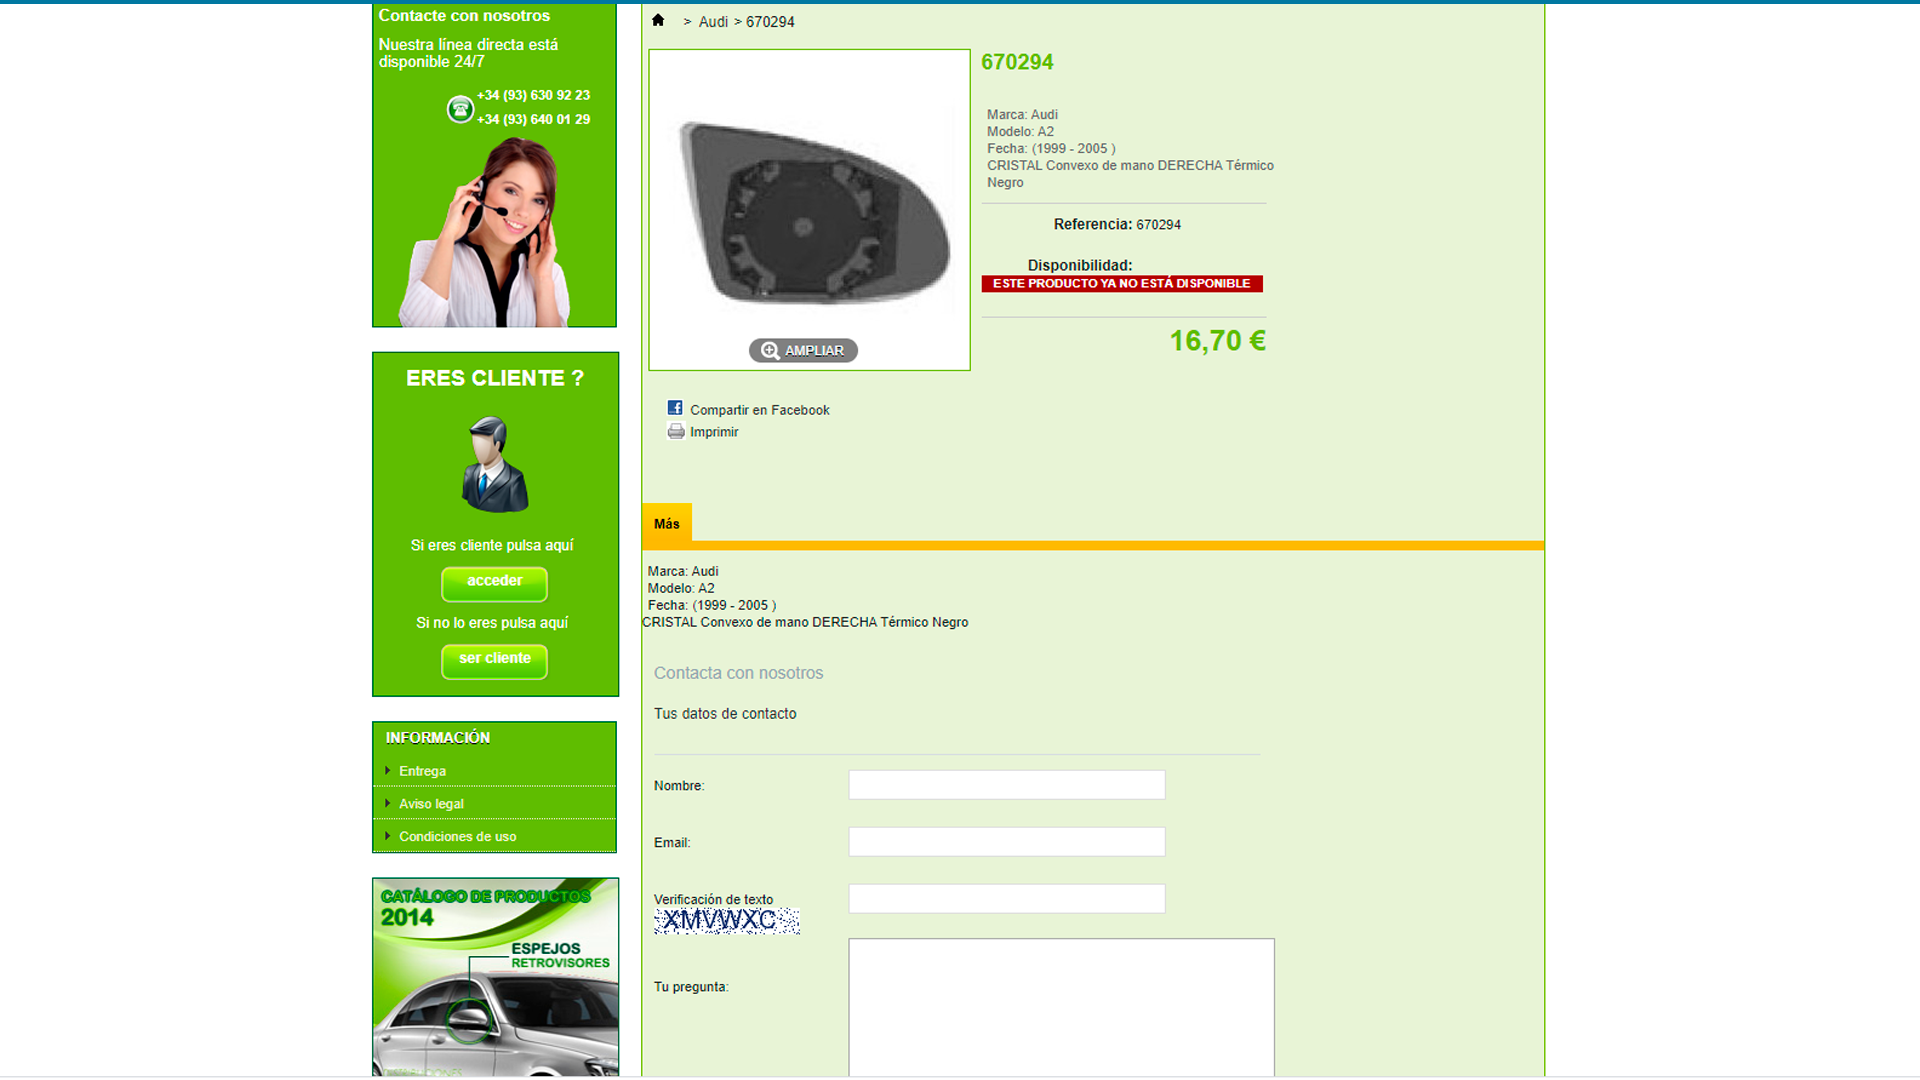 Contacte con nosotros
Nuestra línea directa está
disponible 24/7
+34 (93) 630 92 23
+34 (93) 640 01 29
ERES CLIENTE ?
Si eres cliente pulsa aquí
acceder
Si no lo eres pulsa aquí
ser cliente
INFORMACIÓN
Entrega
Aviso legal
Condiciones de uso
CATÁLOGO DE PRODUCTOS
2014
ESPEJOS
RETROVISORES
> Audi > 670294
AMPLIAR
670294
Marca: Audi
Modelo: A2
Fecha: (1999 - 2005 )
CRISTAL Convexo de mano DERECHA Térmico
Negro
Referencia: 670294
Disponibilidad:
ESTE PRODUCTO YA NO ESTÁ DISPONIBLE
16,70 €
Compartir en Facebook
Imprimir
Más
Marca: Audi
Modelo: A2
Fecha: (1999 - 2005 )
CRISTAL Convexo de mano DERECHA Térmico Negro
Contacta con nosotros
Tus datos de contacto
Nombre:
Email:
Verificación de texto
XMVWXC
Tu pregunta: